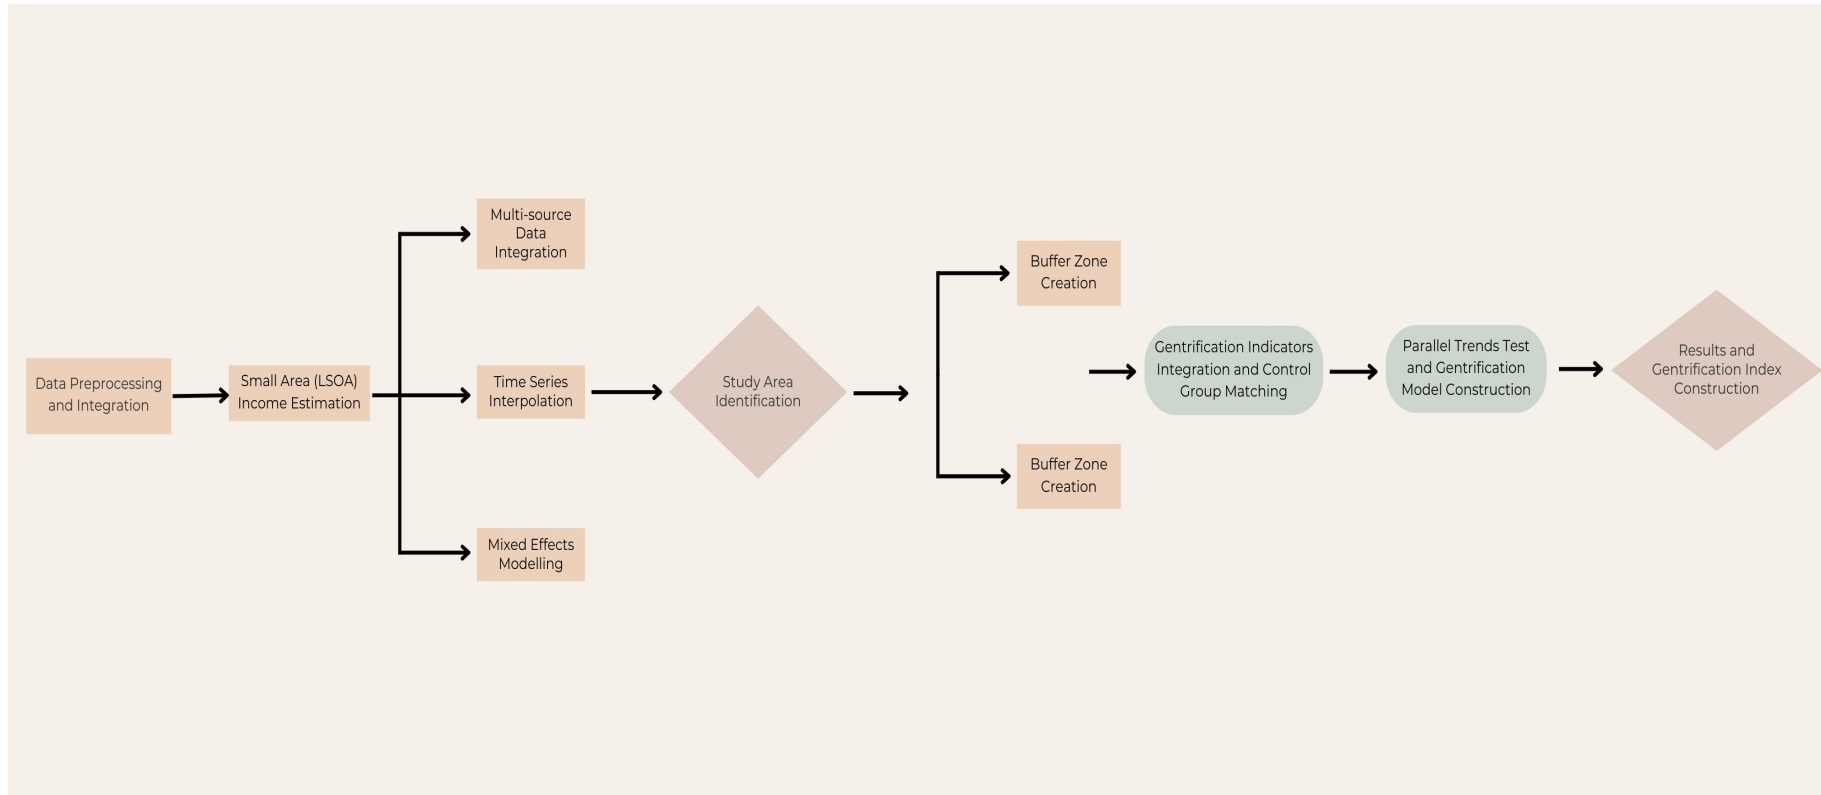 Data Preprocessing
and Integration
Small Area (LSOA)
Income Estimation
Multi-source
Data
Integration
Time Series
Interpolation
Mixed Effects
Modelling
Study Area
Identification
Buffer Zone
Creation
Buffer Zone
Creation
Gentrification Indicators
Integration and Control
Group Matching
Parallel Trends Test
and Gentrification
Model Construction
Results and
Gentrification Index
Construction